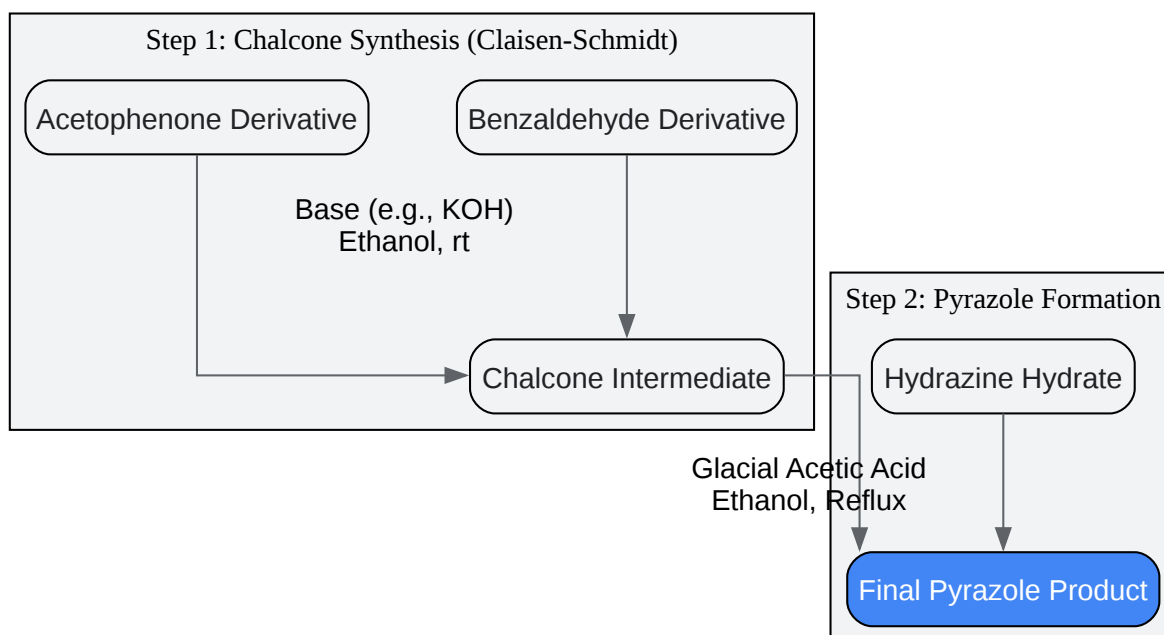 Step 1: Chalcone Synthesis (Claisen-Schmidt)
Acetophenone Derivative
Benzaldehyde Derivative
Base (e.g., KOH)
Ethanol, rt
Chalcone Intermediate
Step 2: Pyrazole Formation
Hydrazine Hydrate
Glacial Acetic Acid
Ethanol, Reflux
Final Pyrazole Product